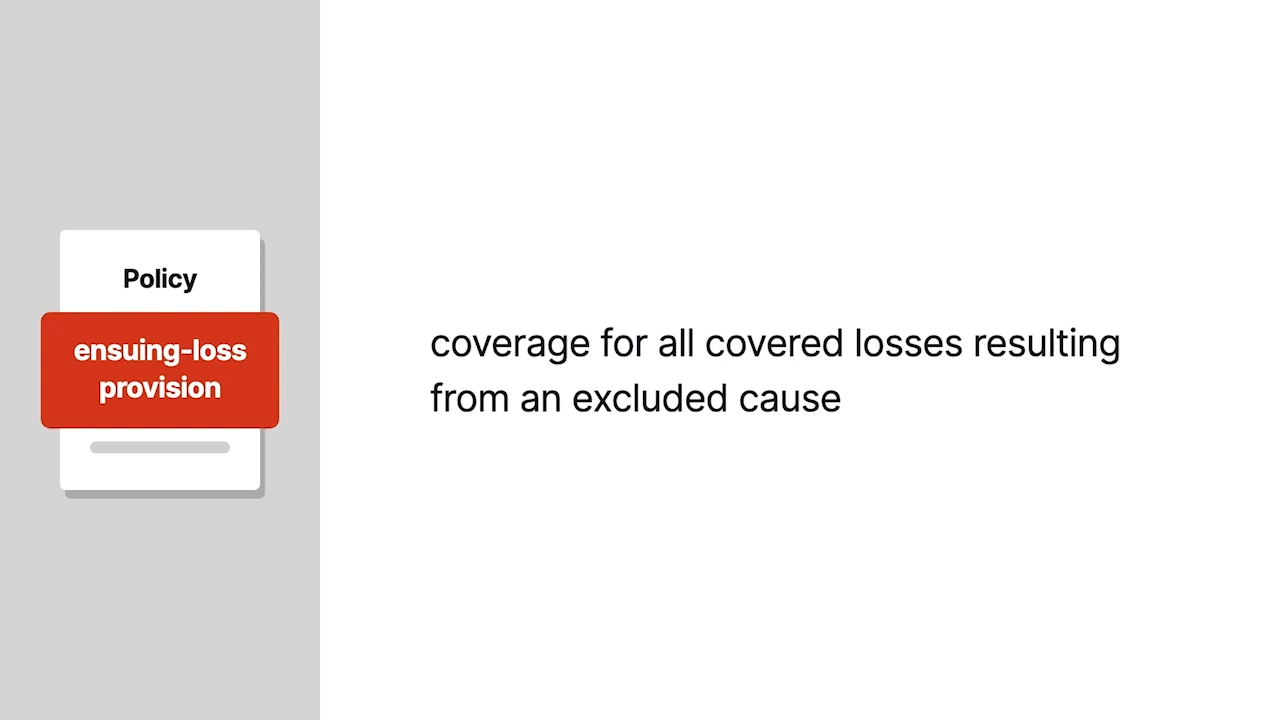 Policy
ensuing-loss
provision
coverage for all covered losses resulting
from an excluded cause